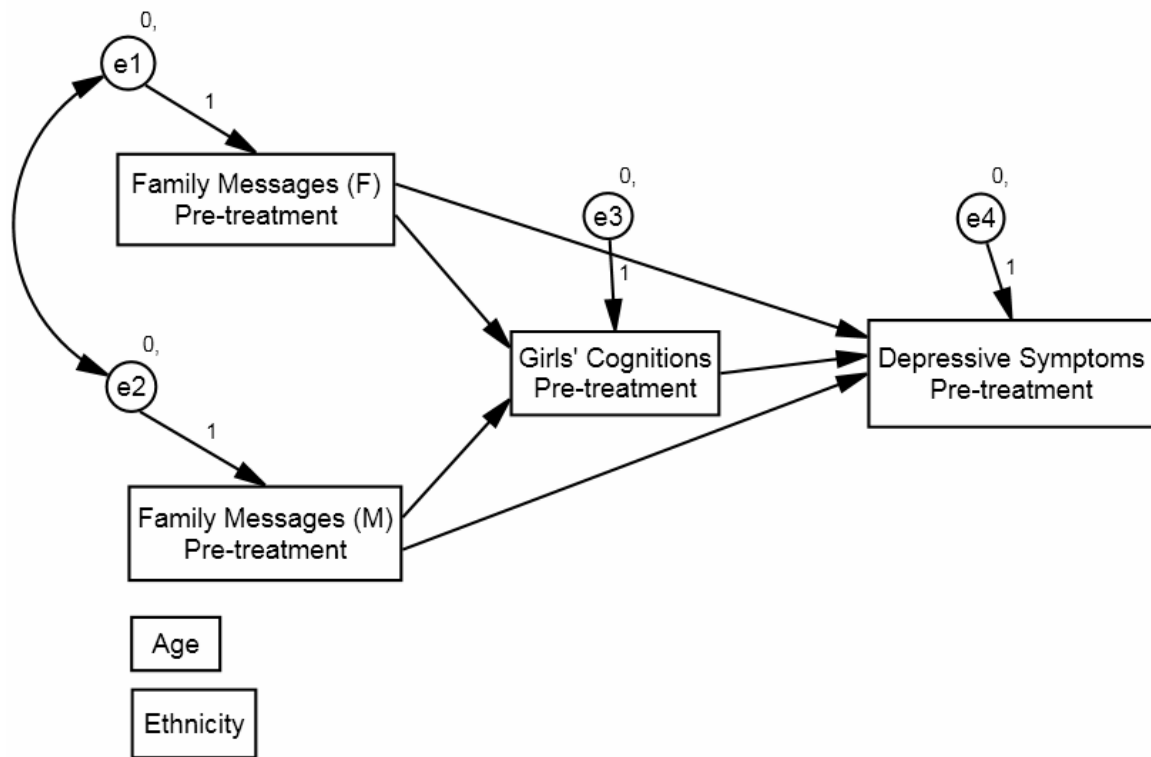 0,
e1
1
Family Messages (F)
Pre-treatment
0,
e3
1
0,
e4
1
Girls' Cognitions
Pre-treatment
Depressive Symptoms
Pre-treatment
0,
e2
1
Family Messages (M)
Pre-treatment
Age
Ethnicity